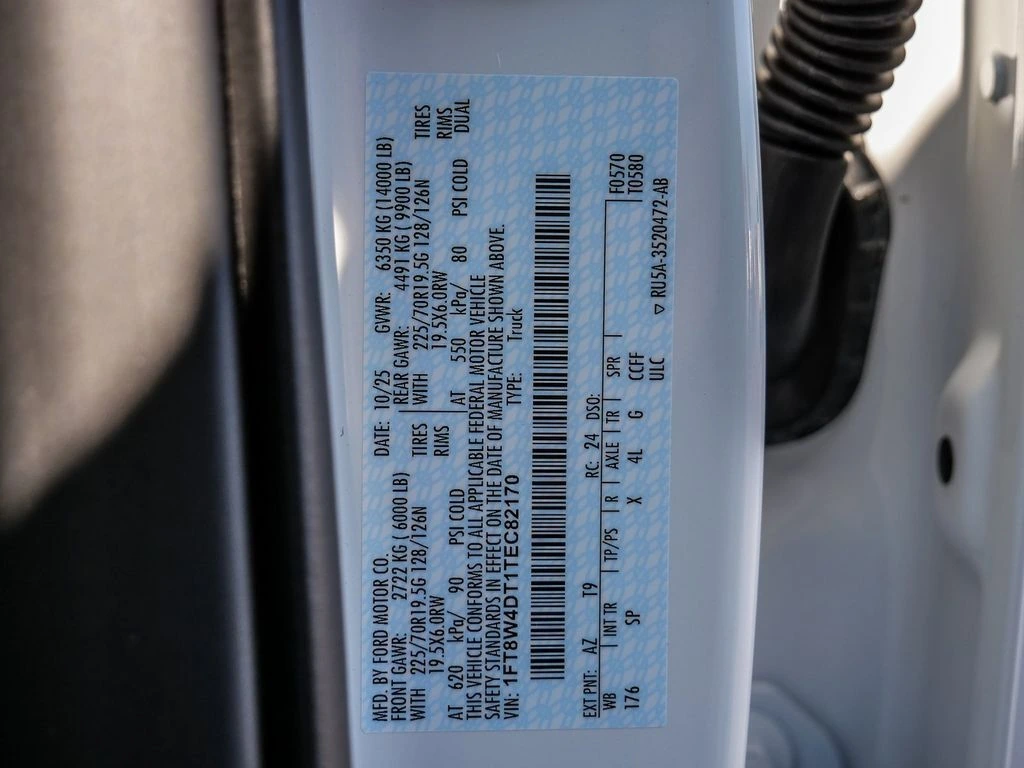 MFD. BY FORD MOTOR CO. DATE: 10/25 GVWR: 6350 KG (14000 LB)
FRONT GAWR: 2722 KG ( 6000 LB) REAR GAWR: 4491 KG ( 9900 LB)
WITH 225/70R19.5G 128/126N TIRES WITH 225/70R19.5G 128/126N TIRES
19.5X6.0RW RIMS 19.5X6.0RW RIMS
AT 620 kPa/ 90 PSI COLD AT 550 kPa/ 80 PSI COLD DUAL
THIS VEHICLE CONFORMS TO ALL APPLICABLE FEDERAL MOTOR VEHICLE
SAFETY STANDARDS IN EFFECT ON THE DATE OF MANUFACTURE SHOWN ABOVE.
VIN: 1FT8W4DT1TEC82170 TYPE: Truck
EXT PNT: AZ T9 RC: 24 DSO: F0570
WB INT TR TP/PS R AXLE TR SPR T0580
176 SP X 4L G CCFF
ULC ▽ RU5A-3520472-AB